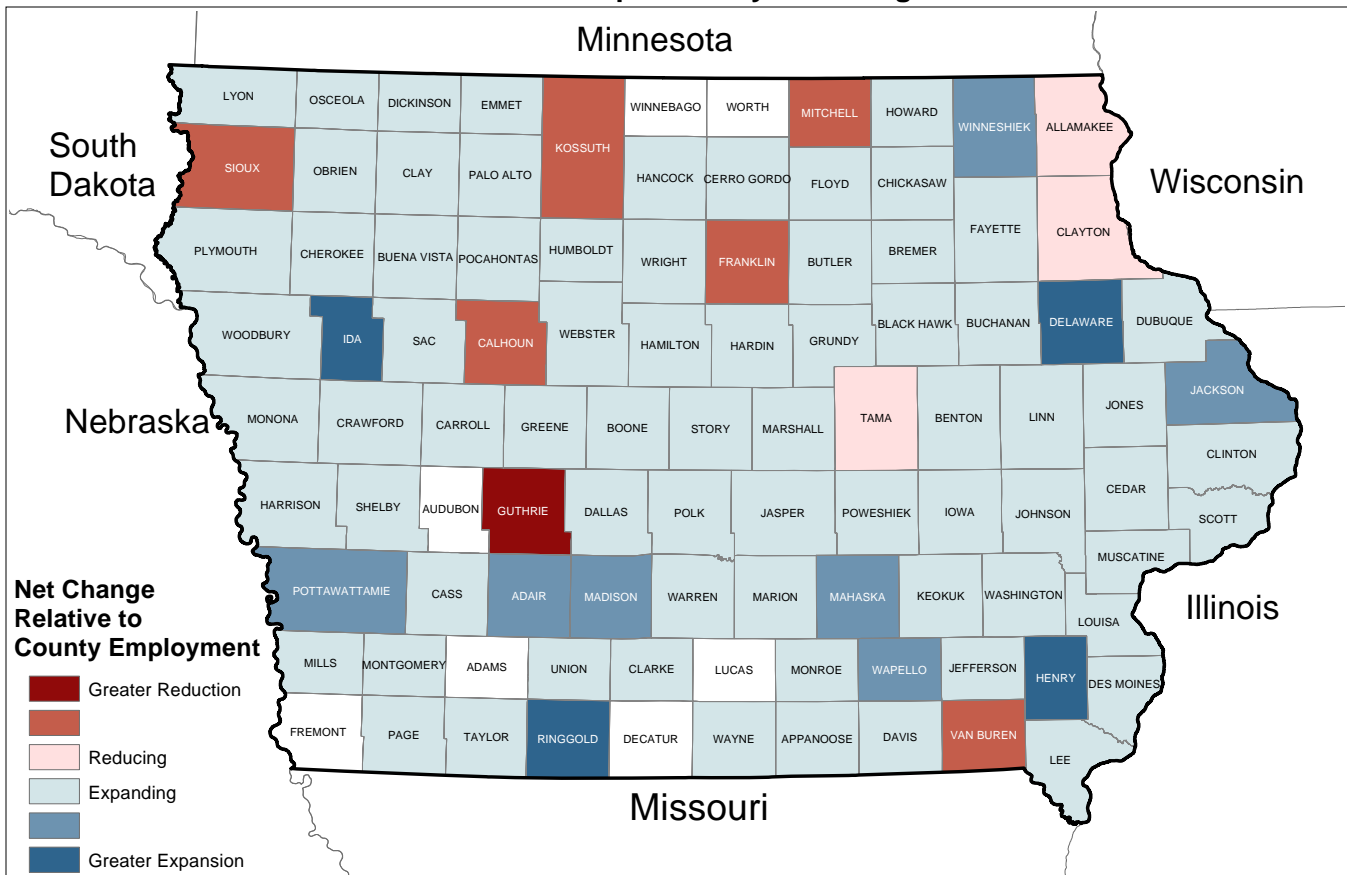 Minnesota
LYON
OSCEOLA
DICKINSON
EMMET
KOSSUTH
WINNEBAGO
WORTH
MITCHELL
HOWARD
WINNESHIEK
ALLAMAKEE
South
Dakota
SIOUX
OBRIEN
CLAY
PALO ALTO
HANCOCK
CERRO GORDO
FLOYD
CHICKASAW
Wisconsin
PLYMOUTH
CHEROKEE
BUENA VISTA
POCAHONTAS
HUMBOLDT
WRIGHT
FRANKLIN
BUTLER
BREMER
FAYETTE
CLAYTON
WOODBURY
IDA
SAC
CALHOUN
WEBSTER
HAMILTON
HARDIN
GRUNDY
BLACK HAWK
BUCHANAN
DELAWARE
DUBUQUE
Nebraska
MONONA
CRAWFORD
CARROLL
GREENE
BOONE
STORY
MARSHALL
TAMA
BENTON
LINN
JONES
JACKSON
CLINTON
HARRISON
SHELBY
AUDUBON
GUTHRIE
DALLAS
POLK
JASPER
POWESHIEK
IOWA
JOHNSON
CEDAR
SCOTT
MUSCATINE
POTTAWATTAMIE
CASS
ADAIR
MADISON
WARREN
MARION
MAHASKA
KEOKUK
WASHINGTON
LOUISA
Illinois
MILLS
MONTGOMERY
ADAMS
UNION
CLARKE
LUCAS
MONROE
WAPELLO
JEFFERSON
HENRY
DES MOINES
FREMONT
PAGE
TAYLOR
RINGGOLD
DECATUR
WAYNE
APPANOOSE
DAVIS
VAN BUREN
LEE
Missouri
Net Change
Relative to
County Employment
Greater Reduction
Reducing
Expanding
Greater Expansion